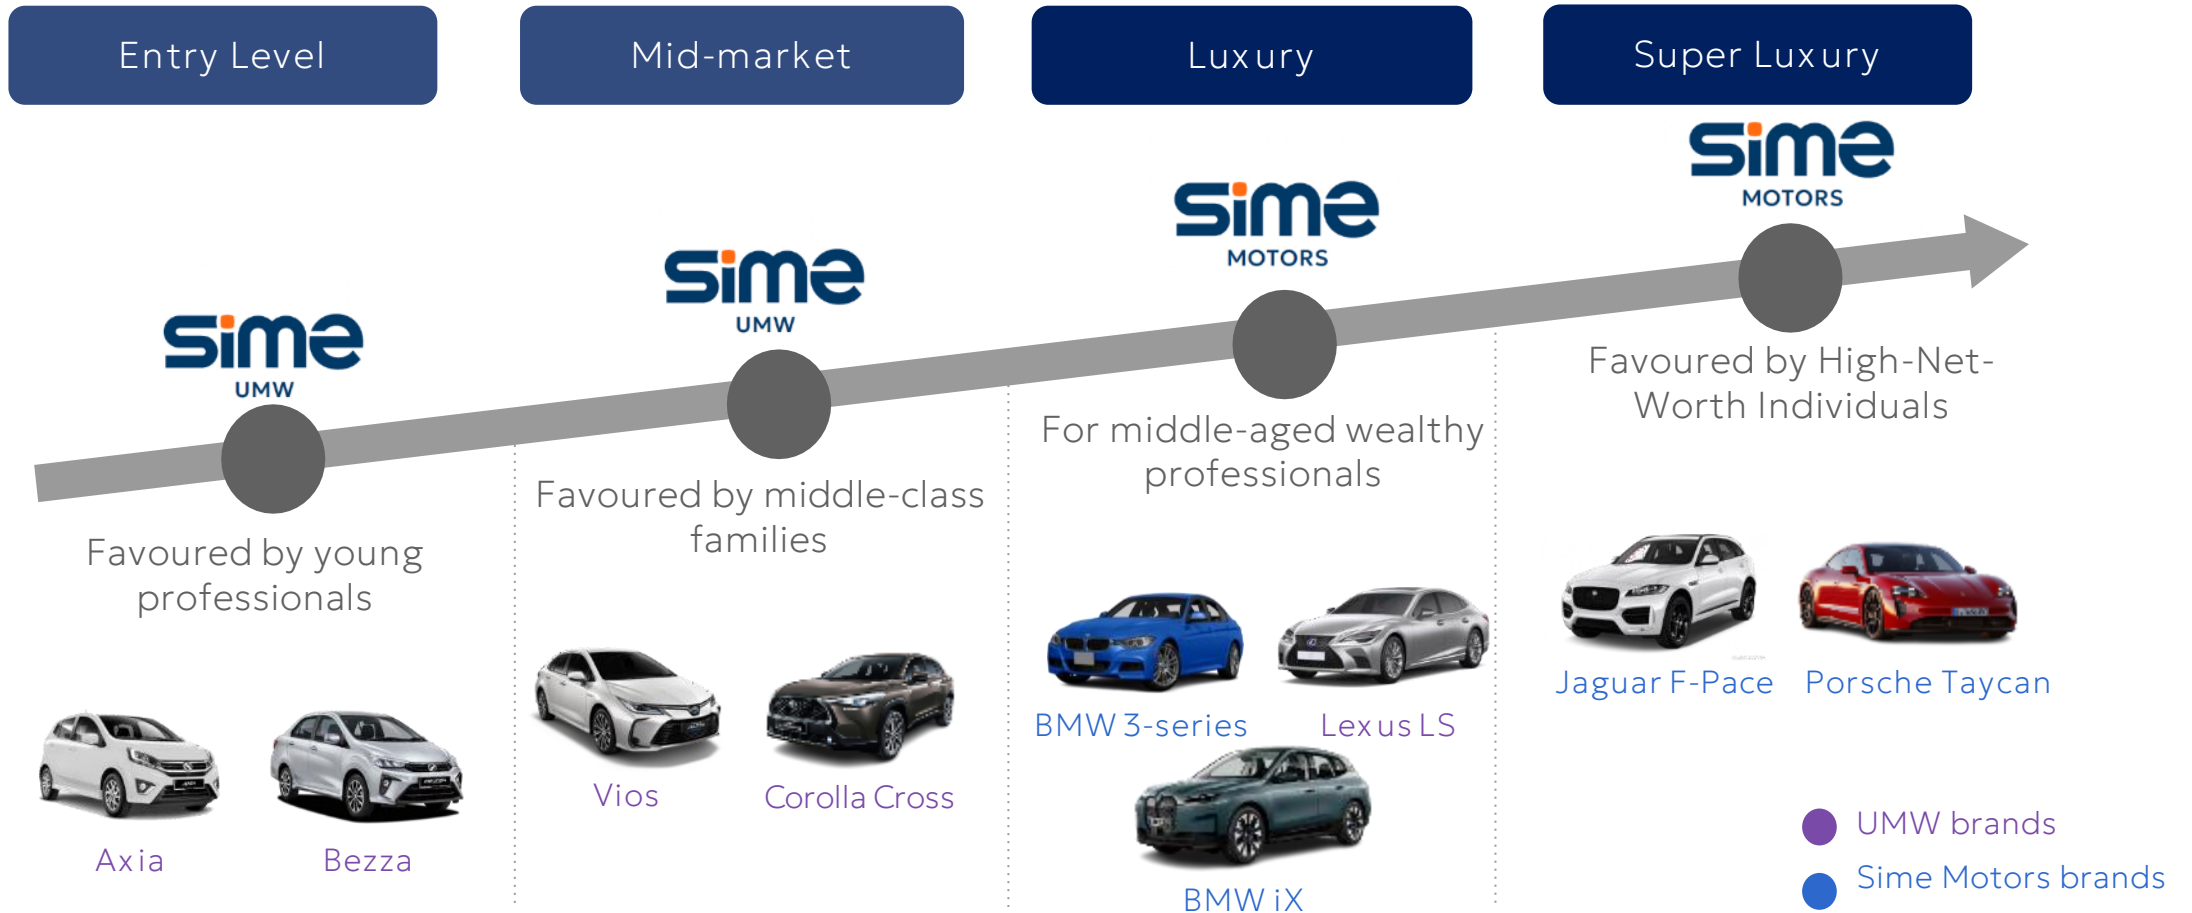 Entry Level
Mid-market
Luxury
Super Luxury
sime
UMW
sime
UMW
sime
MOTORS
sime
MOTORS
Favoured by young
professionals
Favoured by middle-class
families
For middle-aged wealthy
professionals
Favoured by High-Net-
Worth Individuals
Axia
Bezza
Vios
Corolla Cross
BMW 3-series
Lexus LS
BMW iX
Jaguar F-Pace
Porsche Taycan
UMW brands
Sime Motors brands